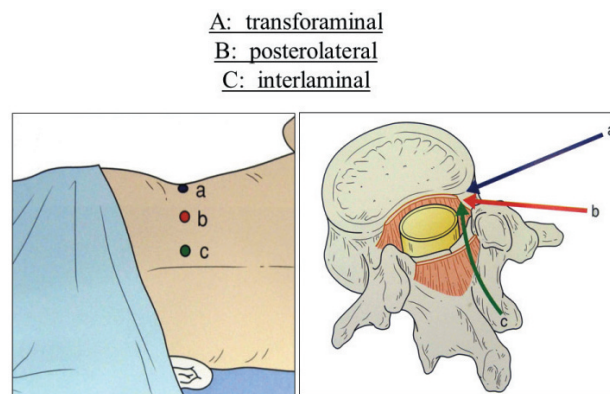 A: transforaminal
B: posterolateral
C: interlaminal
a
b
c
a
b
c